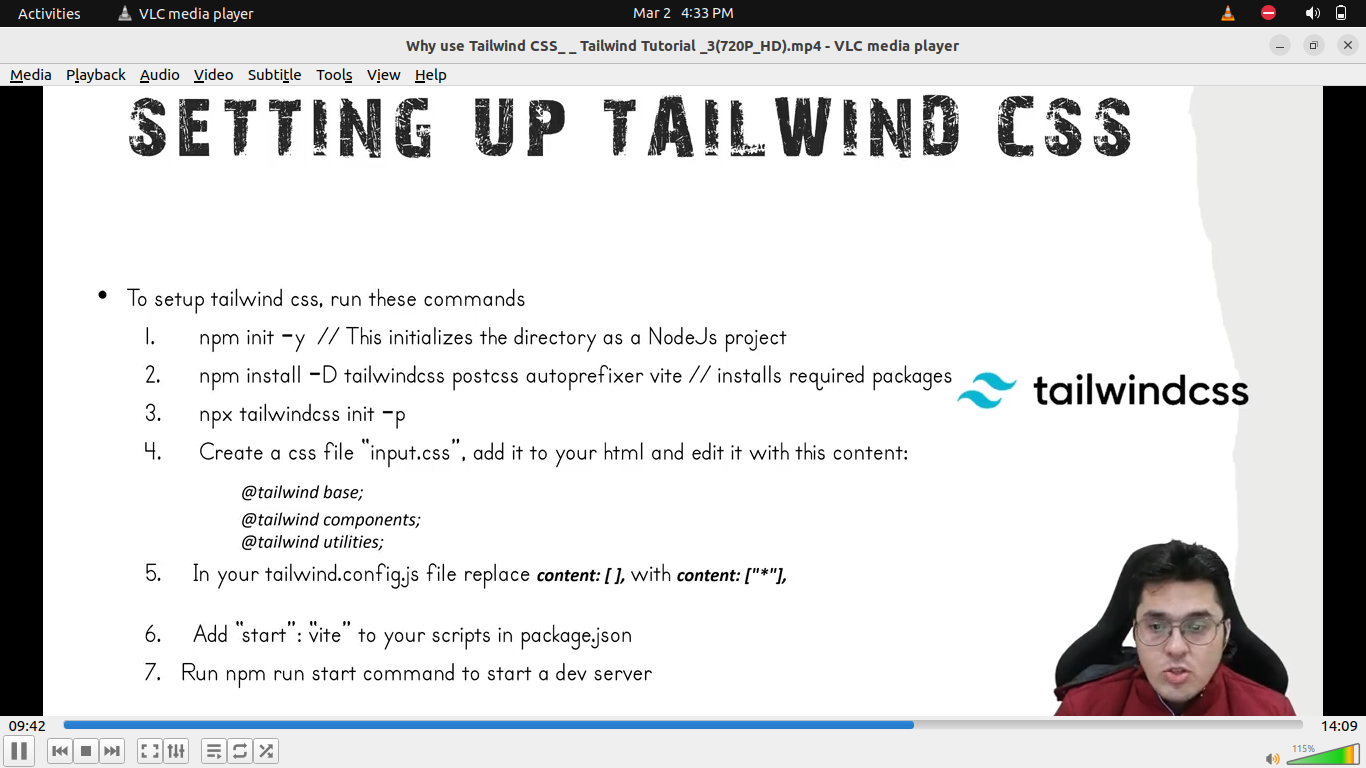 Activities VLC media player Mar 2 4:33 PM
Why use Tailwind CSS_ _ Tailwind Tutorial _3(720P_HD).mp4 - VLC media player
Media Playback Audio Video Subtitle Tools View Help
SETTING UP TAILWIND CSS
• To setup tailwind css, run these commands
1. npm init -y // This initializes the directory as a NodeJs project
2. npm install -D tailwindcss postcss autoprefixer vite // installs required packages
tailwindcss
3. npx tailwindcss init -p
4. Create a css file "input.css", add it to your html and edit it with this content:
@tailwind base;
@tailwind components;
@tailwind utilities;
5. In your tailwind.config.js file replace content: [ ], with content: ["*"],
6. Add "start": "vite" to your scripts in package.json
7. Run npm run start command to start a dev server
09:42 14:09
115%